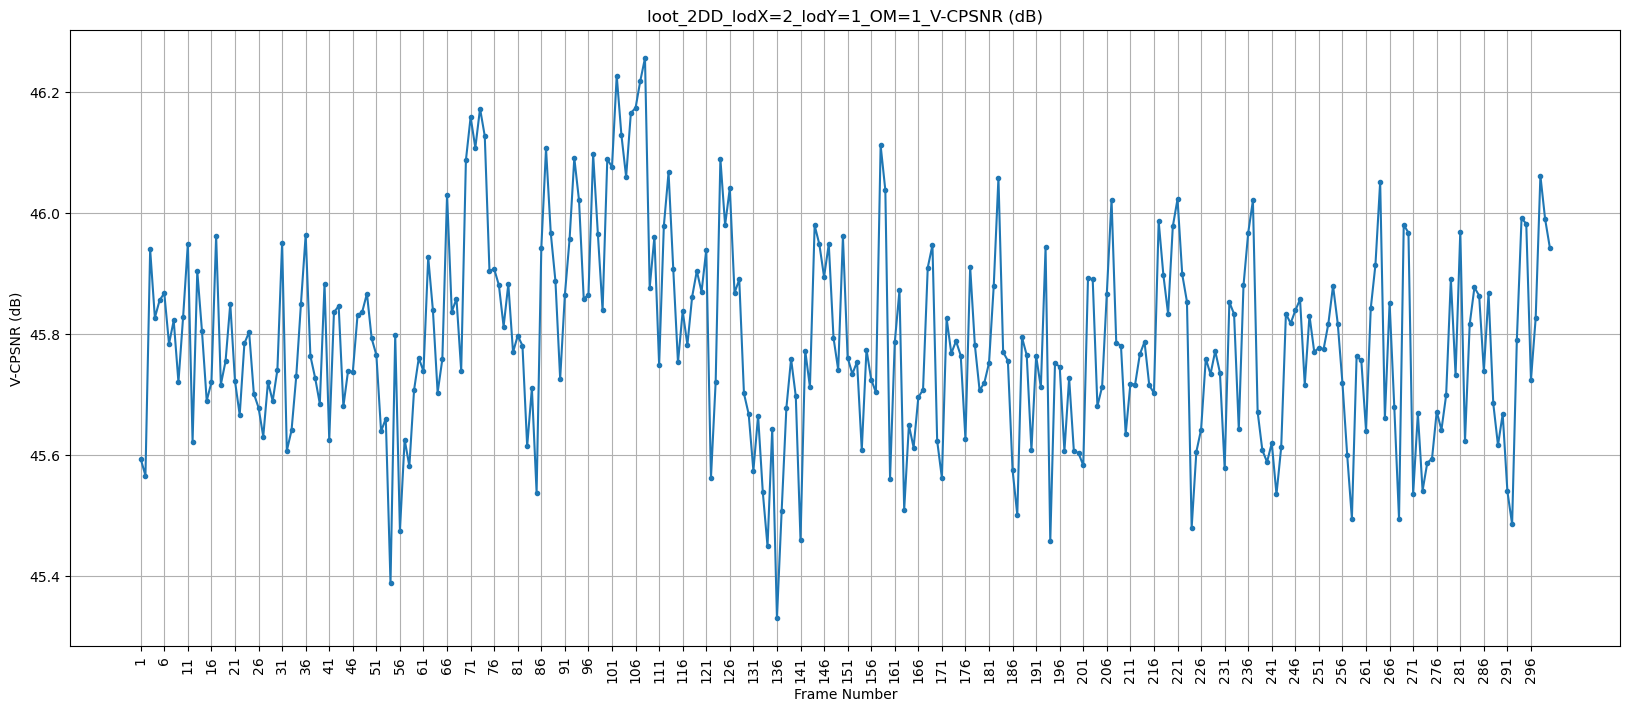 loot_2DD_lodX=2_lodY=1_OM=1_V-CPSNR (dB)
V-CPSNR (dB)
46.2
46.0
45.8
45.6
45.4
1 6 11 16 21 26 31 36 41 46 51 56 61 66 71 76 81 86 91 96 101 106 111 116 121 126 131 136 141 146 151 156 161 166 171 176 181 186 191 196 201 206 211 216 221 226 231 236 241 246 251 256 261 266 271 276 281 286 291 296
Frame Number